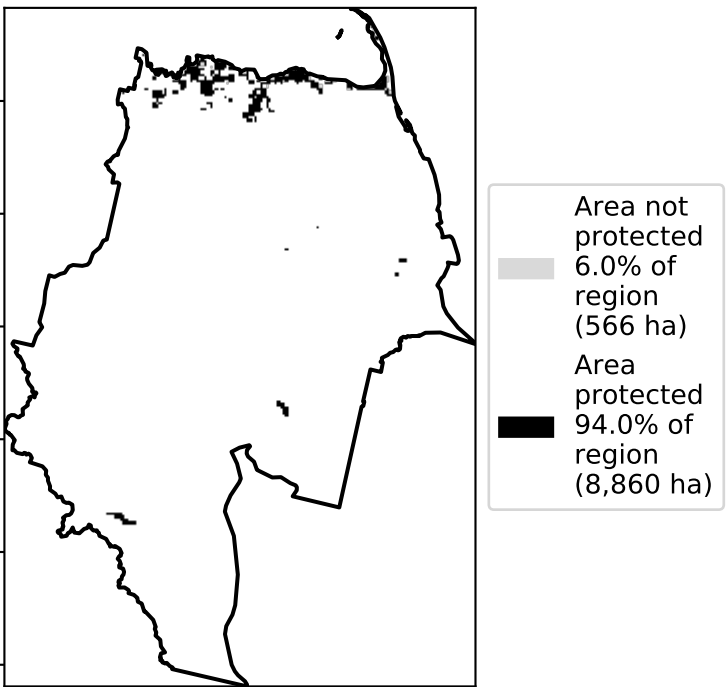 Area not
protected
6.0% of
region
(566 ha)
Area
protected
94.0% of
region
(8,860 ha)